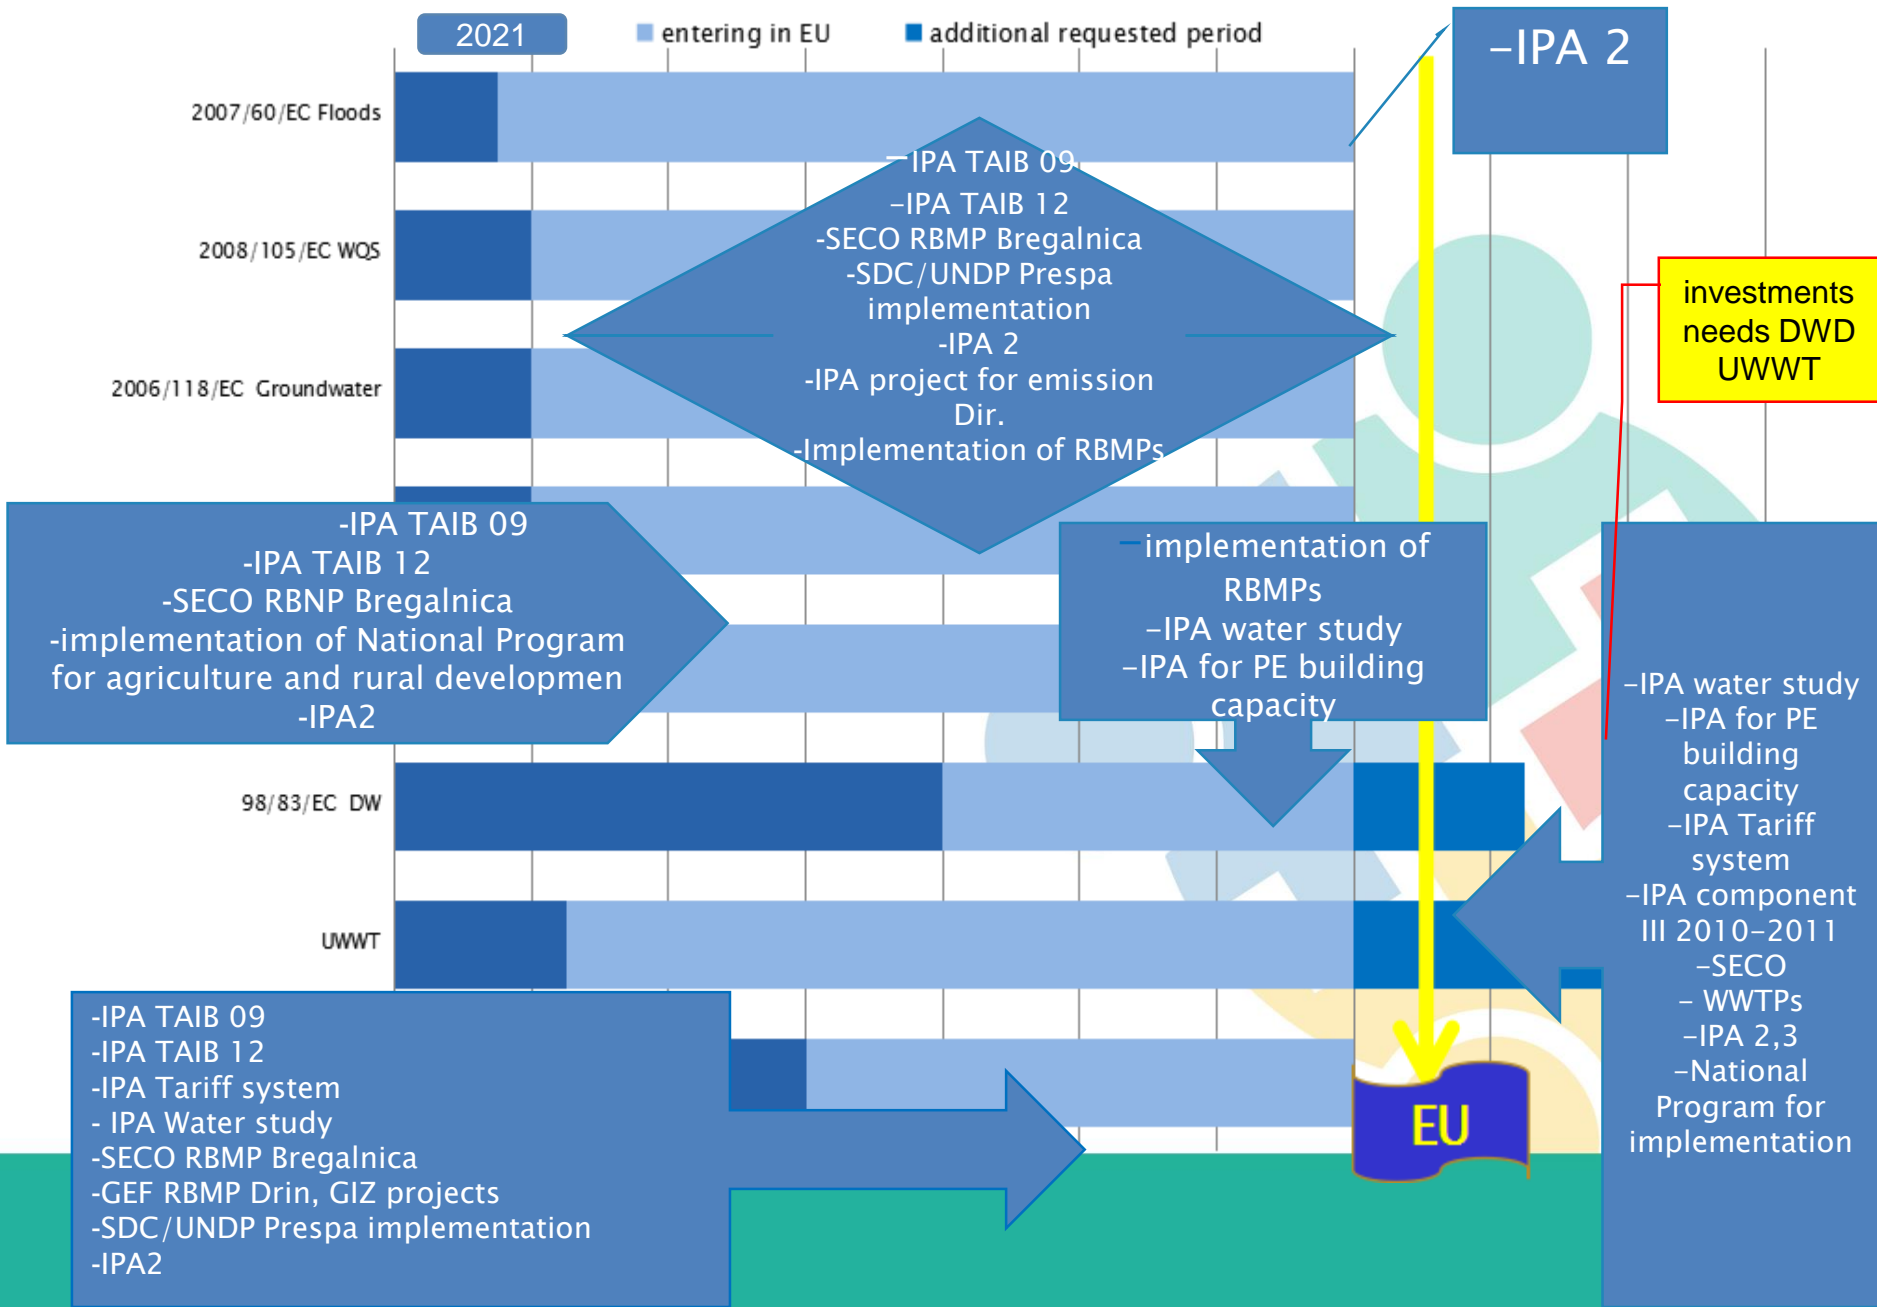 2021
entering in EU
additional requested period
–IPA 2
2007/60/EC Floods
2008/105/EC WQS
2006/118/EC Groundwater
–IPA TAIB 09
–IPA TAIB 12
-SECO RBMP Bregalnica
-SDC/UNDP Prespa
implementation
-IPA 2
-IPA project for emission
Dir.
-Implementation of RBMPs
investments
needs DWD
UWWT
-IPA TAIB 09
-IPA TAIB 12
-SECO RBNP Bregalnica
-implementation of National Program
for agriculture and rural developmen
-IPA2
–implementation of
RBMPs
–IPA water study
–IPA for PE building
capacity
98/83/EC DW
UWWT
–IPA water study
–IPA for PE
building
capacity
–IPA Tariff
system
–IPA component
III 2010–2011
–SECO
– WWTPs
–IPA 2,3
–National
Program for
implementation
-IPA TAIB 09
-IPA TAIB 12
-IPA Tariff system
- IPA Water study
-SECO RBMP Bregalnica
-GEF RBMP Drin, GIZ projects
-SDC/UNDP Prespa implementation
-IPA2
EU